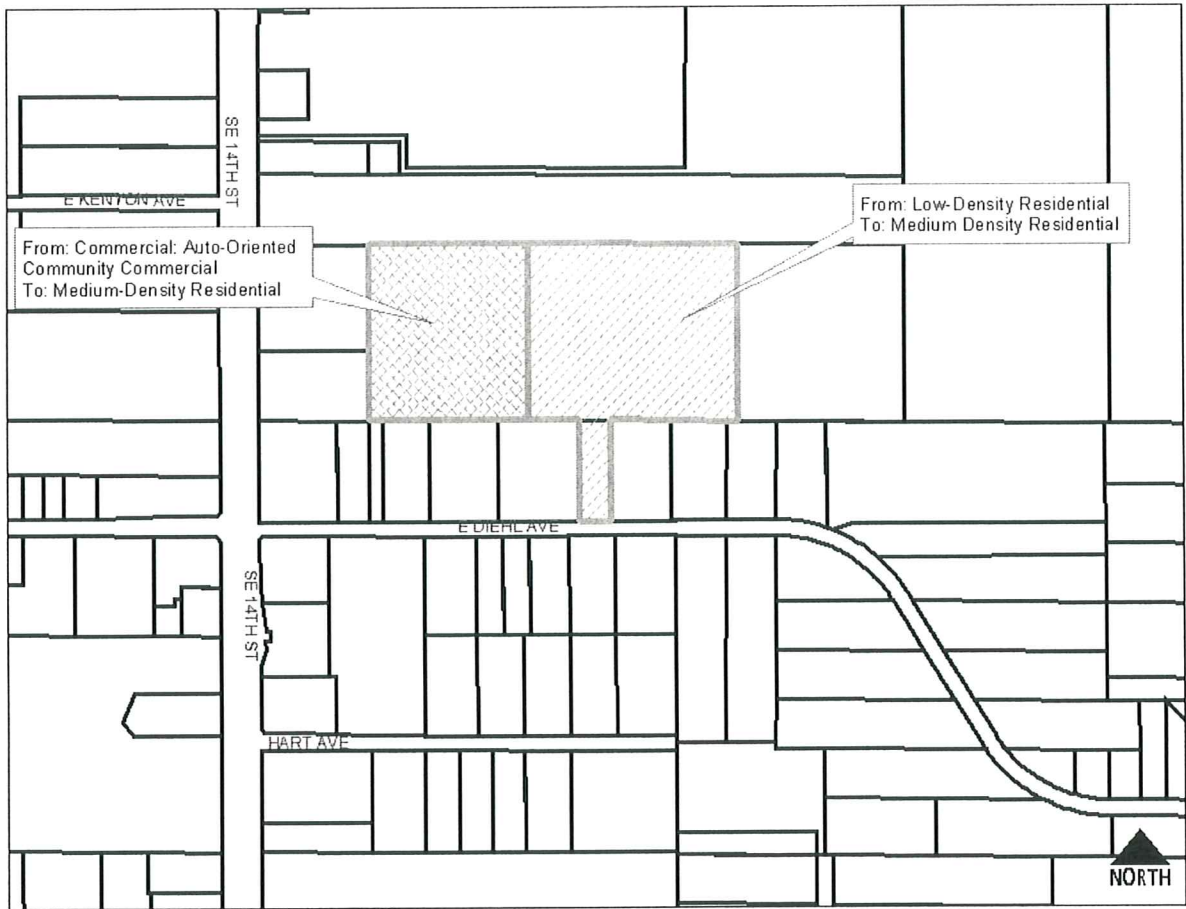 SE 14TH ST
E KENTON AVE
From: Low-Density Residential
To: Medium Density Residential
From: Commercial: Auto-Oriented
Community Commercial
To: Medium-Density Residential
E DIEHL AVE
SE 14TH ST
HART AVE
NORTH